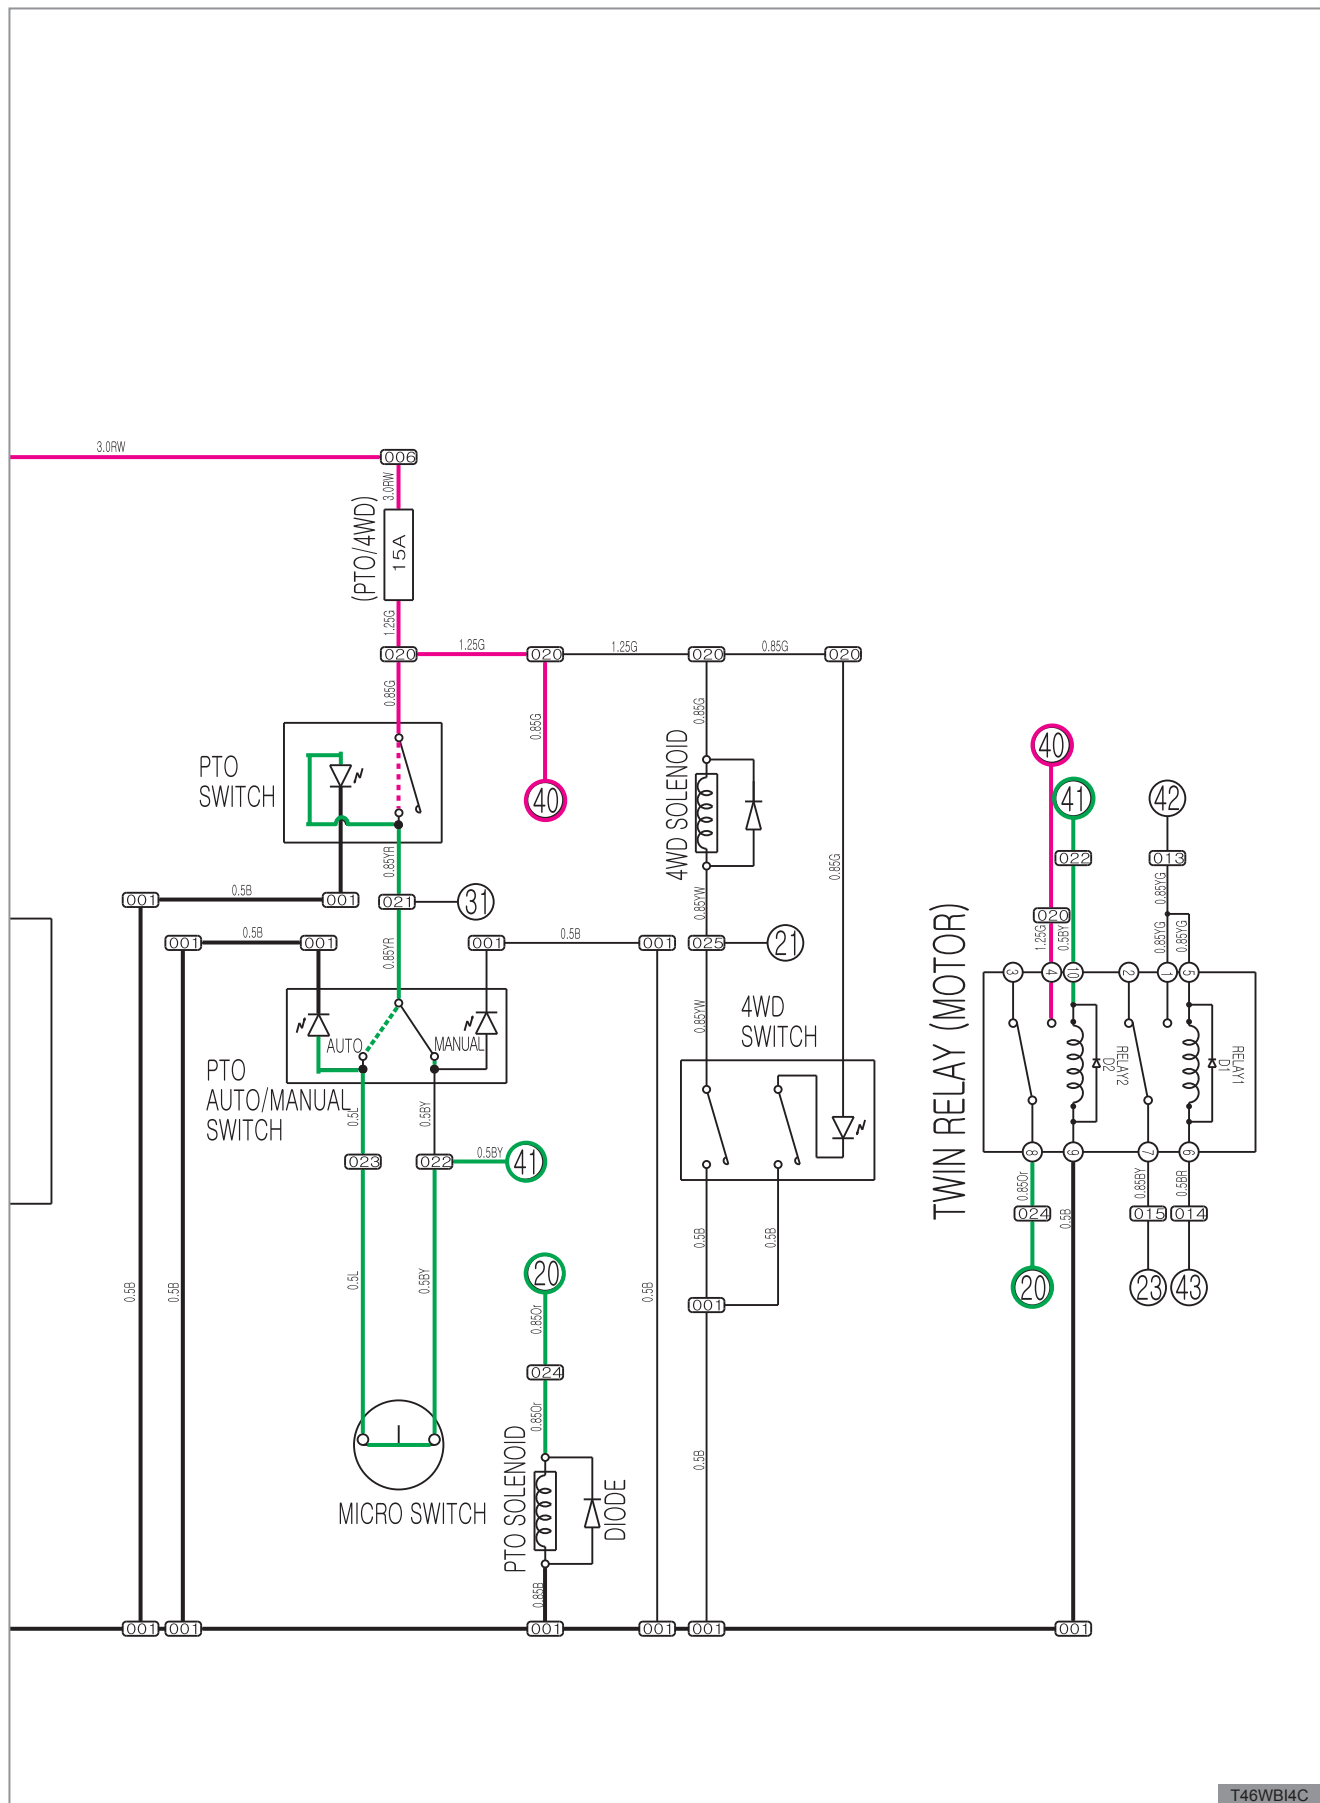 3.0RW
006
3.0RW
(PTO/4WD)
15A
1.25G
020
1.25G
020
1.25G
020
0.85G
020
0.85G
0.85G
0.85G
PTO
SWITCH
40
4WD SOLENOID
0.85G
40
41
42
022
013
0.85YG
020
1.25G
0.5BY
0.85YG
0.85YG
0.85YR
001
0.5B
001
021
31
0.85YW
001
0.5B
001
0.85YR
001
0.5B
001
025
21
0.85YW
4WD
SWITCH
TWIN RELAY (MOTOR)
3
4
10
2
1
5
RELAY2
D2
RELAY1
D1
8
9
7
6
AUTO
MANUAL
PTO
AUTO/MANUAL
SWITCH
0.5L
0.5BY
023
022
0.5BY
41
0.85Or
0.5B
0.85BY
0.5BR
024
015
014
20
23
43
0.5B
0.5B
0.5B
0.5B
0.5L
0.5BY
20
0.5B
001
0.85Or
024
0.85Or
0.5B
PTO SOLENOID
DIODE
MICRO SWITCH
0.85B
001
001
001
001
001
001
T46WBI4C